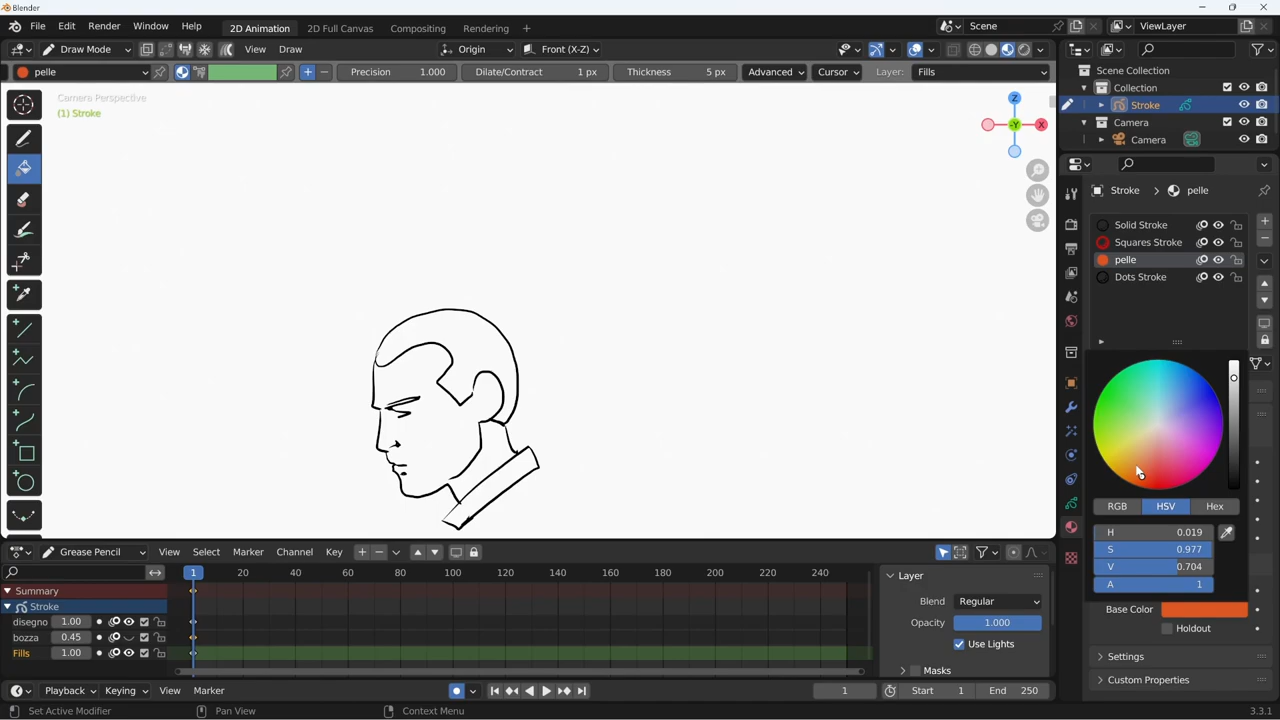 Blender
File Edit Render Window Help 2D Animation 2D Full Canvas Compositing Rendering + Scene ViewLayer
Draw Mode View Draw Origin Front (X-Z)
pelle Precision 1.000 Dilate/Contract 1 px Thickness 5 px Advanced Cursor Layer: Fills
Camera Perspective
(1) Stroke
Z
-Y
X
Scene Collection
Collection
Stroke
Camera
Camera
Stroke > pelle
Solid Stroke
Squares Stroke
pelle
Dots Stroke
RGB HSV Hex
H 0.019
S 0.977
V 0.704
A 1
Base Color
Holdout
Settings
Custom Properties
Grease Pencil View Select Marker Channel Key
1 20 40 60 80 100 120 140 160 180 200 220 240
Summary
Stroke
disegno 1.00
bozza 0.45
Fills 1.00
Layer
Blend Regular
Opacity 1.000
Use Lights
Masks
Playback Keying View Marker 1 Start 1 End 250
Set Active Modifier Pan View Context Menu 3.3.1